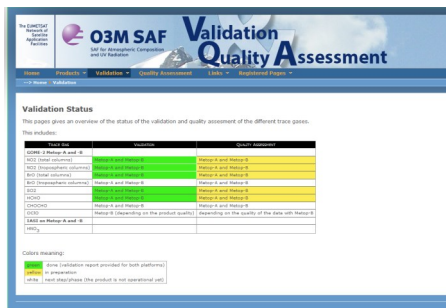 The EUMETSAT
Network of
Satellite
Application
Facilities
O3M SAF
SAF for Atmospheric Composition
and UV Radiation
Validation
Quality Assessment
Home Products Validation Quality Assessment Links Registered Pages
--> Home Validation
Validation Status
This pages gives an overview of the status of the validation and quality assessment of the different trace gases.
This includes:
TRACE GAS VALIDATION QUALITY ASSESSMENT
GOME-2 Metop-A and -B
NO2 (total columns) Metop-A and Metop-B Metop-A and Metop-B
NO2 (tropospheric columns) Metop-A and Metop-B Metop-A and Metop-B
BrO (total columns) Metop-A and Metop-B Metop-A and Metop-B
BrO (tropospheric columns) Metop-A and Metop-B Metop-A and Metop-B
SO2 Metop-A and Metop-B Metop-A and Metop-B
HCHO Metop-A and Metop-B Metop-A and Metop-B
CHOCHO Metop-A and Metop-B Metop-A and Metop-B
OClO Metop-B (depending on the product quality) depending on the quality of the date with Metop-B
IASI on Metop-A and -B
HNO3
Colors meaning:
green done (validation report provided for both platforms)
yellow in preparation
white next step/phase (the product is not operational yet)